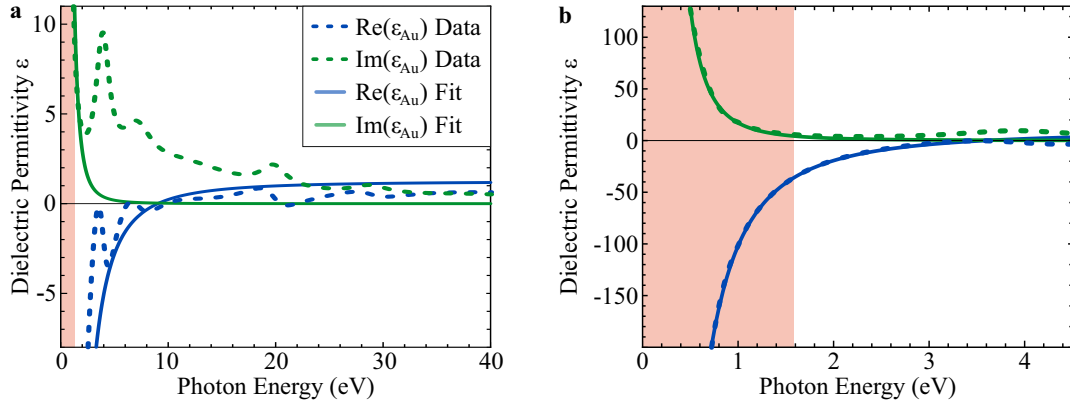 a
10
5
0
-5
0
10
20
30
40
Dielectric Permittivity ε
Photon Energy (eV)
Re(ε_Au) Data
Im(ε_Au) Data
Re(ε_Au) Fit
Im(ε_Au) Fit
b
100
50
0
-50
-100
-150
0
1
2
3
4
Dielectric Permittivity ε
Photon Energy (eV)